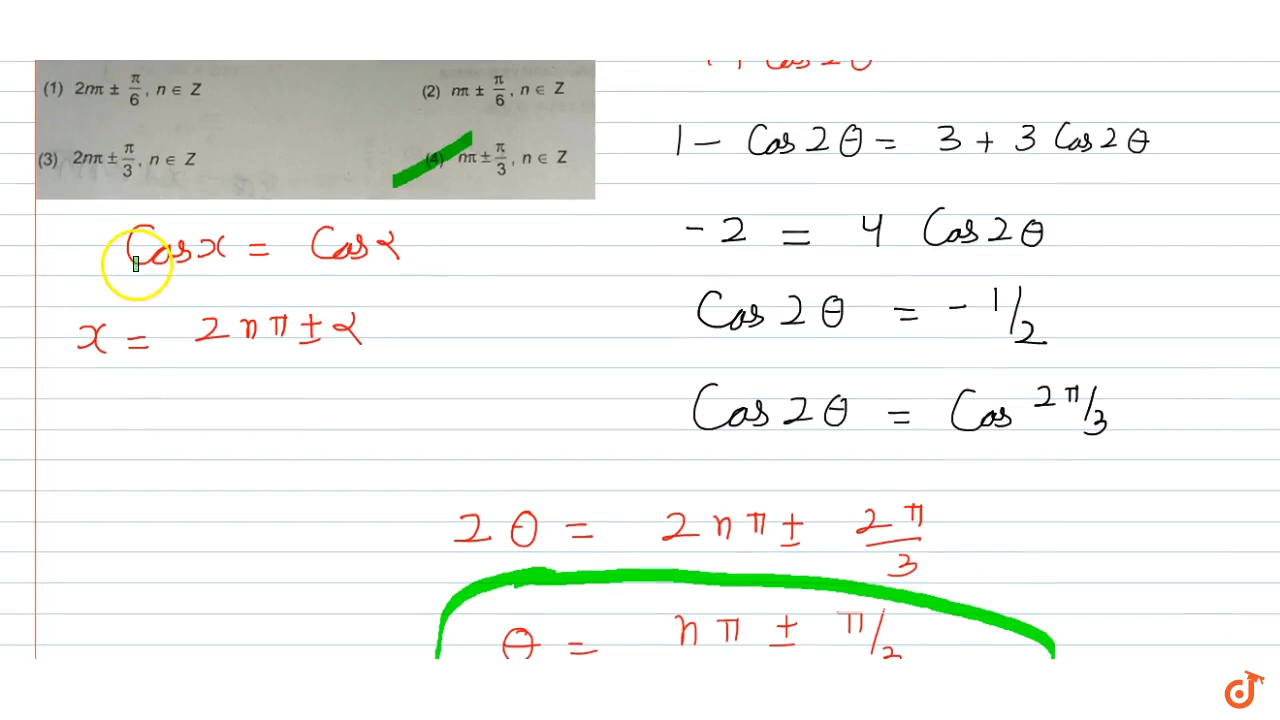 (1) 2nπ ± π/6, n ∈ Z
(2) nπ ± π/6, n ∈ Z
(3) 2nπ ± π/3, n ∈ Z
(4) nπ ± π/3, n ∈ Z
Cos x = Cos α
x = 2nπ ± α
1 - Cos 2θ = 3 + 3 Cos 2θ
-2 = 4 Cos 2θ
Cos 2θ = - 1/2
Cos 2θ = Cos 2π/3
2θ = 2nπ ± 2π/3
θ = nπ ± π/